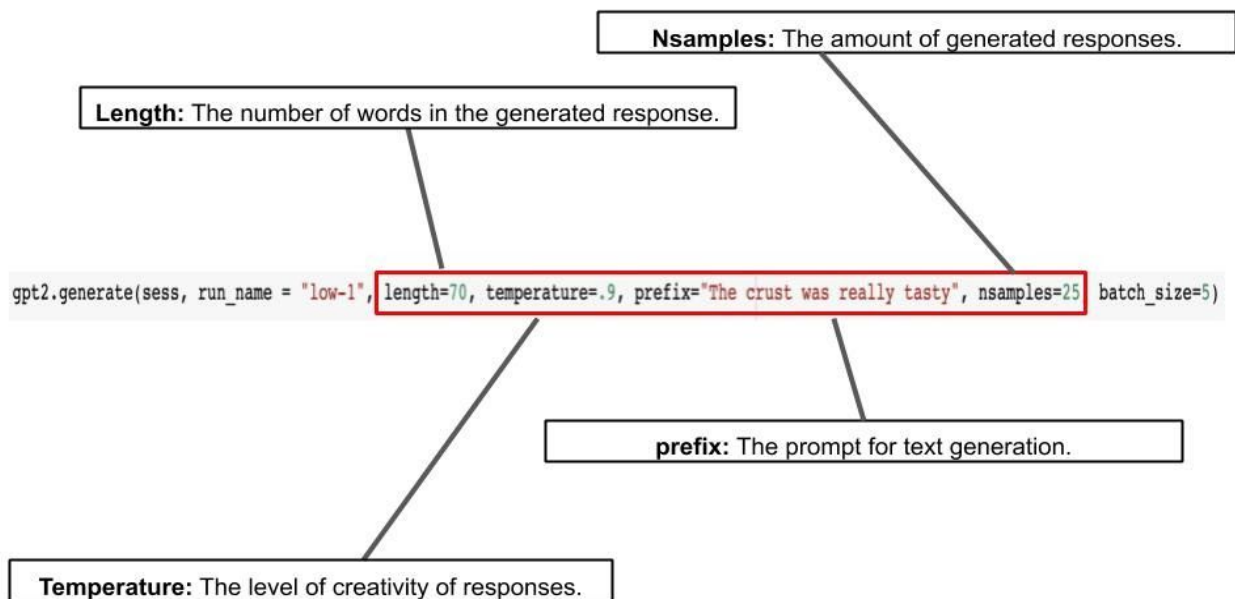 Nsamples: The amount of generated responses.
Length: The number of words in the generated response.
gpt2.generate(sess, run_name = "low-1", length=70, temperature=.9, prefix="The crust was really tasty", nsamples=25 batch_size=5)
prefix: The prompt for text generation.
Temperature: The level of creativity of responses.